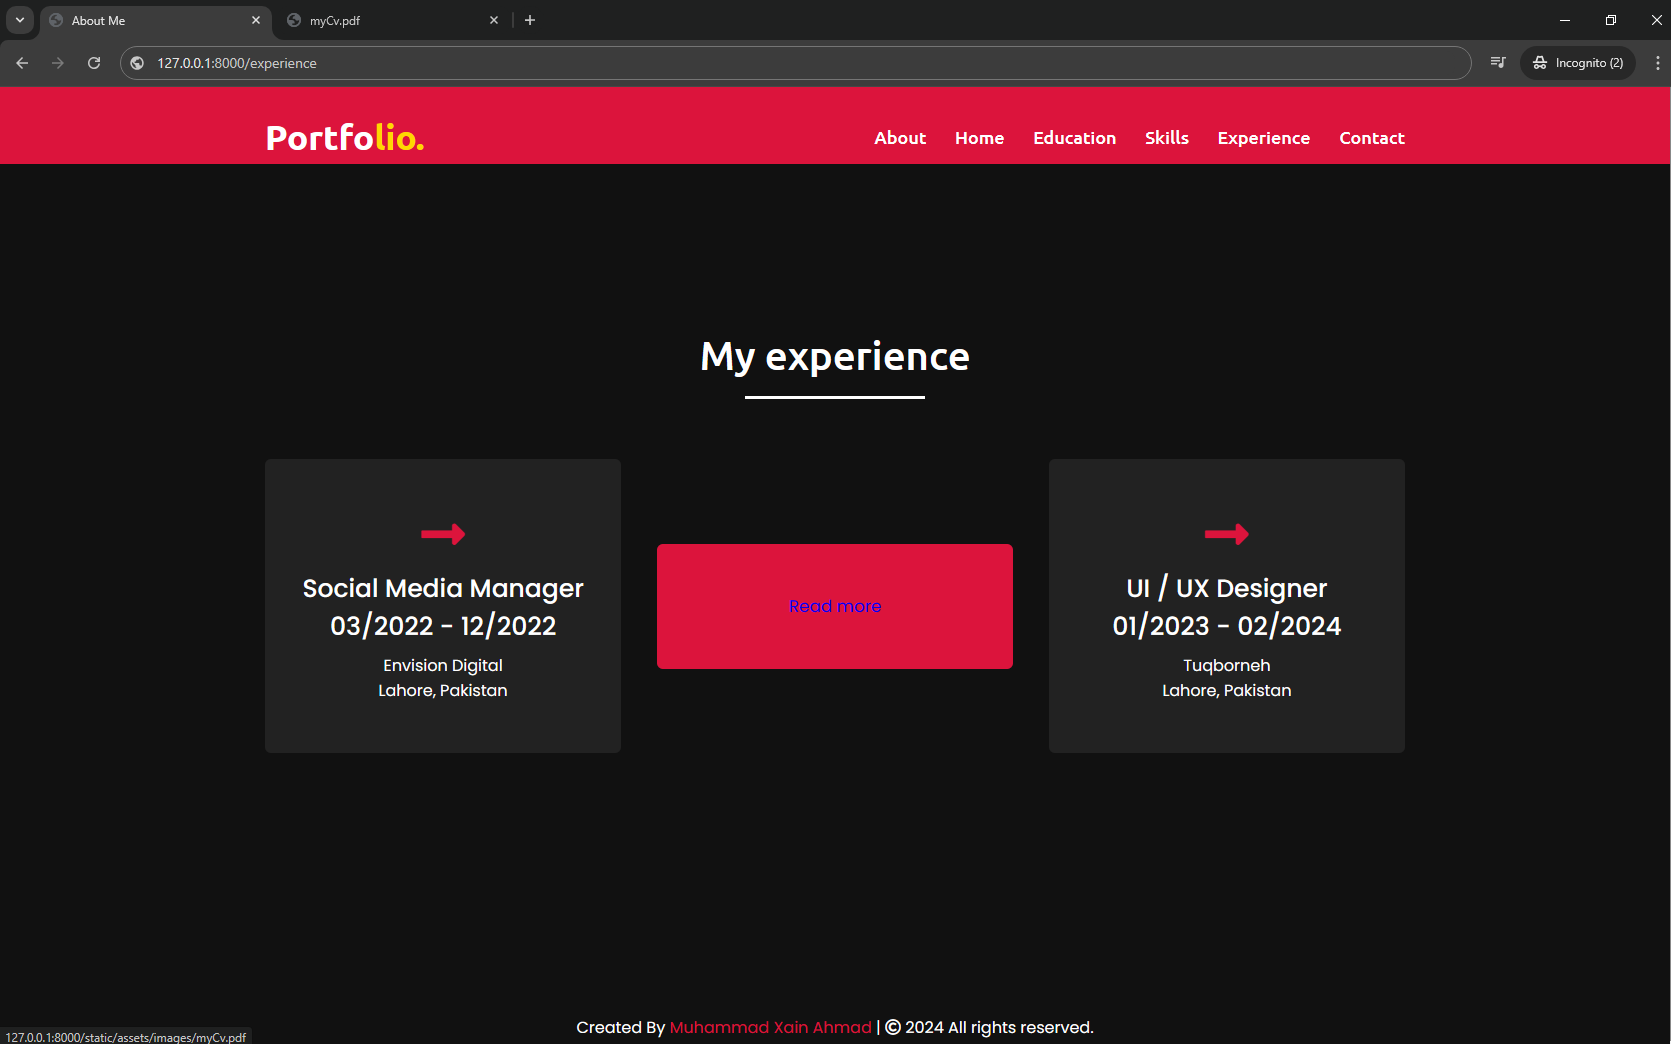 About Me
myCv.pdf
127.0.0.1:8000/experience
Incognito (2)
Portfolio.
About Home Education Skills Experience Contact
My experience
Social Media Manager
03/2022 - 12/2022
Envision Digital
Lahore, Pakistan
Read more
UI / UX Designer
01/2023 - 02/2024
Tuqborneh
Lahore, Pakistan
Created By Muhammad Xain Ahmad | © 2024 All rights reserved.
127.0.0.1:8000/static/assets/images/myCv.pdf